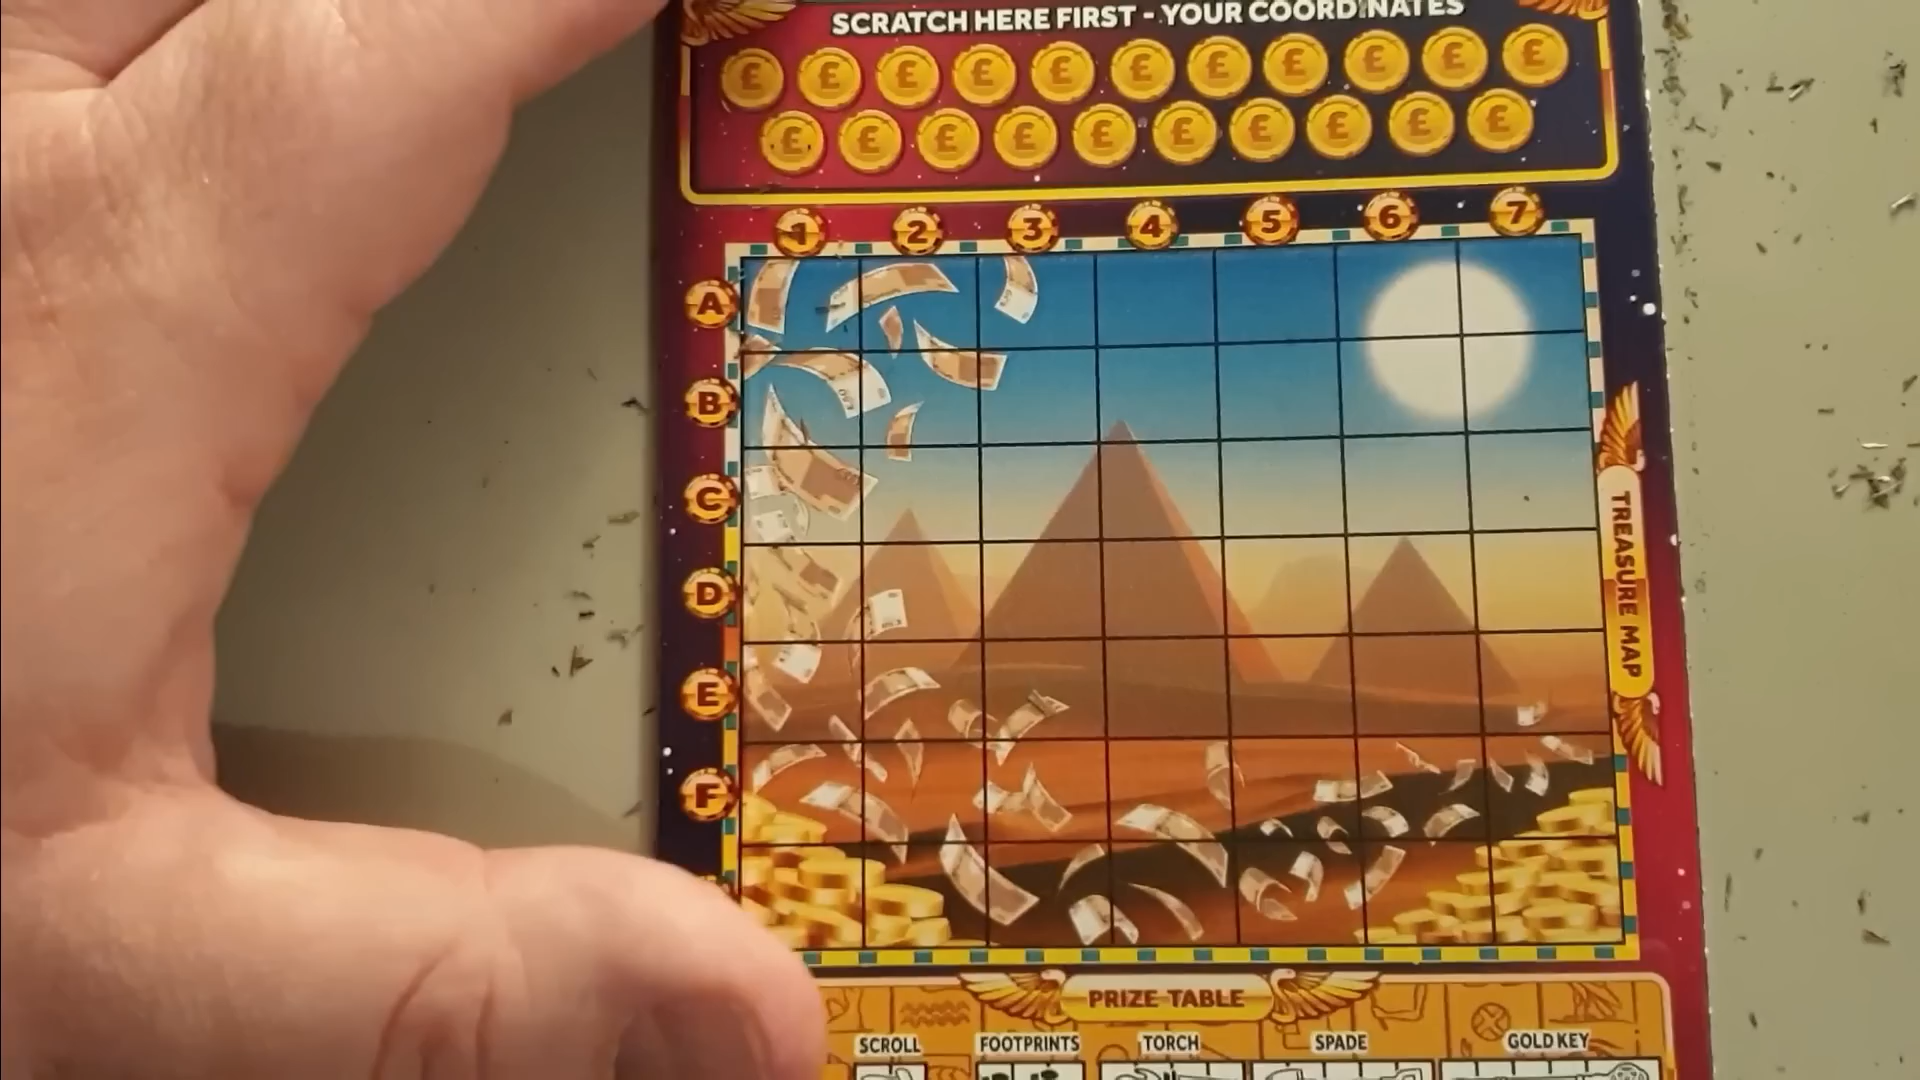 SCRATCH HERE FIRST - YOUR COORDINATES
£ £ £ £ £ £ £ £ £ £ £
£ £ £ £ £ £ £ £ £ £
1 2 3 4 5 6 7
A
B
C
D
E
F
TREASURE MAP
PRIZE TABLE
SCROLL FOOTPRINTS TORCH SPADE GOLD KEY